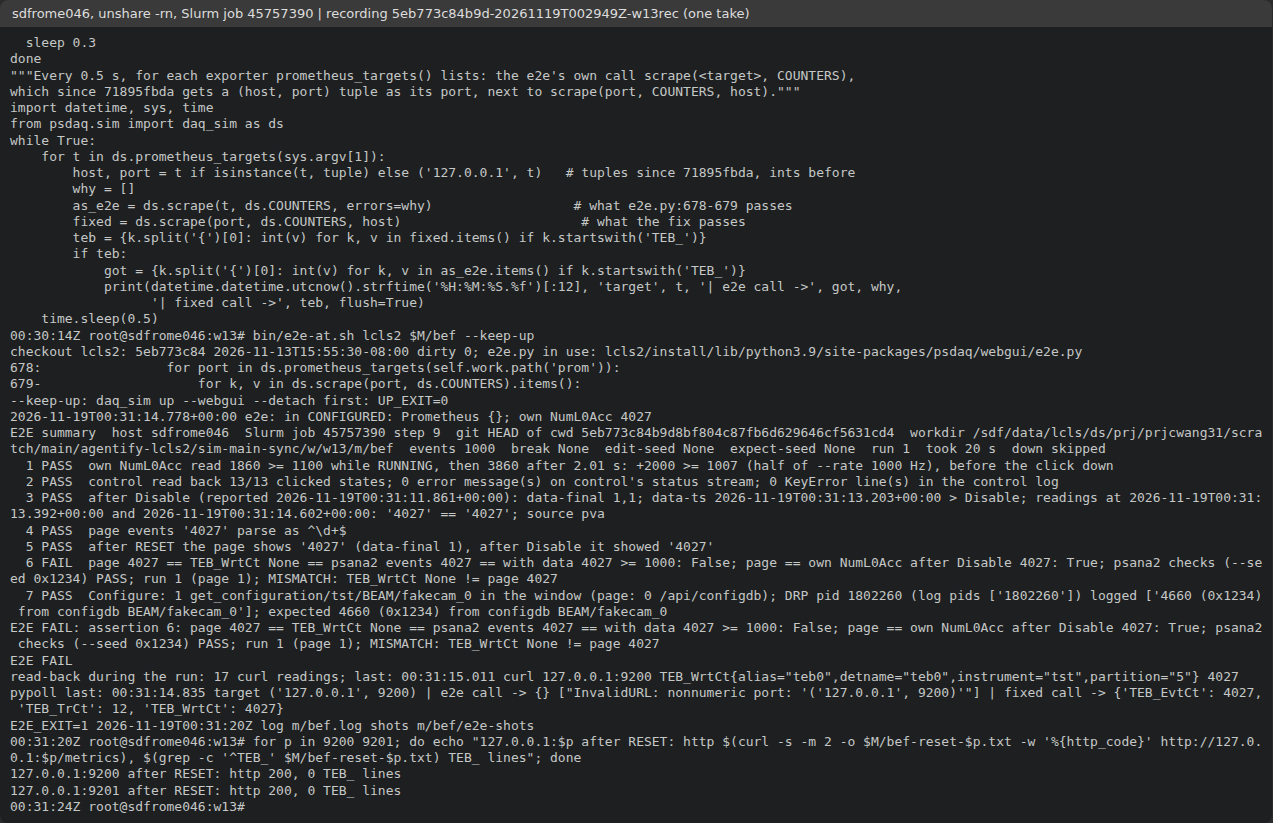 sdfrome046, unshare -rn, Slurm job 45757390 | recording 5eb773c84b9d-20261119T002949Z-w13rec (one take)
  sleep 0.3
done
"""Every 0.5 s, for each exporter prometheus_targets() lists: the e2e's own call scrape(<target>, COUNTERS),
which since 71895fbda gets a (host, port) tuple as its port, next to scrape(port, COUNTERS, host)."""
import datetime, sys, time
from psdaq.sim import daq_sim as ds
while True:
    for t in ds.prometheus_targets(sys.argv[1]):
        host, port = t if isinstance(t, tuple) else ('127.0.0.1', t)   # tuples since 71895fbda, ints before
        why = []
        as_e2e = ds.scrape(t, ds.COUNTERS, errors=why)                  # what e2e.py:678-679 passes
        fixed = ds.scrape(port, ds.COUNTERS, host)                       # what the fix passes
        teb = {k.split('{')[0]: int(v) for k, v in fixed.items() if k.startswith('TEB_')}
        if teb:
            got = {k.split('{')[0]: int(v) for k, v in as_e2e.items() if k.startswith('TEB_')}
            print(datetime.datetime.utcnow().strftime('%H:%M:%S.%f')[:12], 'target', t, '| e2e call ->', got, why,
                  '| fixed call ->', teb, flush=True)
    time.sleep(0.5)
00:30:14Z root@sdfrome046:w13# bin/e2e-at.sh lcls2 $M/bef --keep-up
checkout lcls2: 5eb773c84 2026-11-13T15:55:30-08:00 dirty 0; e2e.py in use: lcls2/install/lib/python3.9/site-packages/psdaq/webgui/e2e.py
678:                for port in ds.prometheus_targets(self.work.path('prom')):
679-                    for k, v in ds.scrape(port, ds.COUNTERS).items():
--keep-up: daq_sim up --webgui --detach first: UP_EXIT=0
2026-11-19T00:31:14.778+00:00 e2e: in CONFIGURED: Prometheus {}; own NumL0Acc 4027
E2E summary  host sdfrome046  Slurm job 45757390 step 9  git HEAD of cwd 5eb773c84b9d8bf804c87fb6d629646cf5631cd4  workdir /sdf/data/lcls/ds/prj/prjcwang31/scra
tch/main/agentify-lcls2/sim-main-sync/w/w13/m/bef  events 1000  break None  edit-seed None  expect-seed None  run 1  took 20 s  down skipped
  1 PASS  own NumL0Acc read 1860 >= 1100 while RUNNING, then 3860 after 2.01 s: +2000 >= 1007 (half of --rate 1000 Hz), before the click down
  2 PASS  control read back 13/13 clicked states; 0 error message(s) on control's status stream; 0 KeyError line(s) in the control log
  3 PASS  after Disable (reported 2026-11-19T00:31:11.861+00:00): data-final 1,1; data-ts 2026-11-19T00:31:13.203+00:00 > Disable; readings at 2026-11-19T00:31:
13.392+00:00 and 2026-11-19T00:31:14.602+00:00: '4027' == '4027'; source pva
  4 PASS  page events '4027' parse as ^\d+$
  5 PASS  after RESET the page shows '4027' (data-final 1), after Disable it showed '4027'
  6 FAIL  page 4027 == TEB_WrtCt None == psana2 events 4027 == with data 4027 >= 1000: False; page == own NumL0Acc after Disable 4027: True; psana2 checks (--se
ed 0x1234) PASS; run 1 (page 1); MISMATCH: TEB_WrtCt None != page 4027
  7 PASS  Configure: 1 get_configuration/tst/BEAM/fakecam_0 in the window (page: 0 /api/configdb); DRP pid 1802260 (log pids ['1802260']) logged ['4660 (0x1234)
 from configdb BEAM/fakecam_0']; expected 4660 (0x1234) from configdb BEAM/fakecam_0
E2E FAIL: assertion 6: page 4027 == TEB_WrtCt None == psana2 events 4027 == with data 4027 >= 1000: False; page == own NumL0Acc after Disable 4027: True; psana2
 checks (--seed 0x1234) PASS; run 1 (page 1); MISMATCH: TEB_WrtCt None != page 4027
E2E FAIL
read-back during the run: 17 curl readings; last: 00:31:15.011 curl 127.0.0.1:9200 TEB_WrtCt{alias="teb0",detname="teb0",instrument="tst",partition="5"} 4027
pypoll last: 00:31:14.835 target ('127.0.0.1', 9200) | e2e call -> {} ["InvalidURL: nonnumeric port: '('127.0.0.1', 9200)'"] | fixed call -> {'TEB_EvtCt': 4027,
 'TEB_TrCt': 12, 'TEB_WrtCt': 4027}
E2E_EXIT=1 2026-11-19T00:31:20Z log m/bef.log shots m/bef/e2e-shots
00:31:20Z root@sdfrome046:w13# for p in 9200 9201; do echo "127.0.0.1:$p after RESET: http $(curl -s -m 2 -o $M/bef-reset-$p.txt -w '%{http_code}' http://127.0.
0.1:$p/metrics), $(grep -c '^TEB_' $M/bef-reset-$p.txt) TEB_ lines"; done
127.0.0.1:9200 after RESET: http 200, 0 TEB_ lines
127.0.0.1:9201 after RESET: http 200, 0 TEB_ lines
00:31:24Z root@sdfrome046:w13#